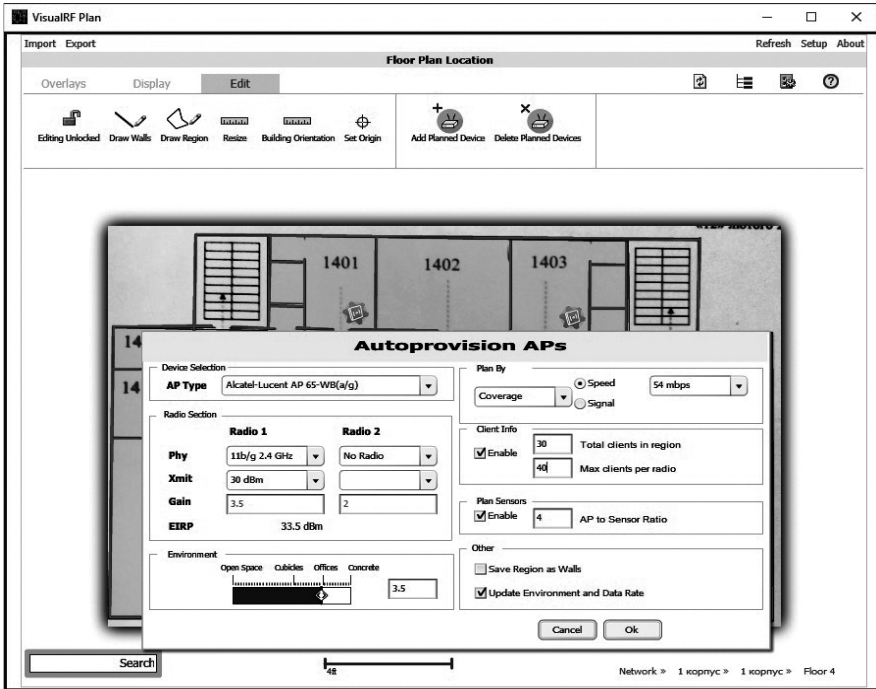 VisualRF Plan
Import Export Refresh Setup About
Floor Plan Location
Overlays Display Edit
Editing Unlocked Draw Walls Draw Region Resize Building Orientation Set Origin Add Planned Device Delete Planned Devices
1401 1402 1403
14
14
Autoprovision APs
Device Selection
AP Type Alcatel-Lucent AP 65-WB(a/g)
Plan By
Coverage Speed 54 mbps
Signal
Radio Section
Radio 1 Radio 2
Phy 11b/g 2.4 GHz No Radio
Xmit 30 dBm
Gain 3.5 2
EIRP 33.5 dBm
Client Info
Enable 30 Total clients in region
40 Max clients per radio
Plan Sensors
Enable 4 AP to Sensor Ratio
Environment
Open Space Cubicles Offices Concrete
3.5
Other
Save Region as Walls
Update Environment and Data Rate
Cancel Ok
Search
4ft
Network » 1 корпус » 1 корпус » Floor 4